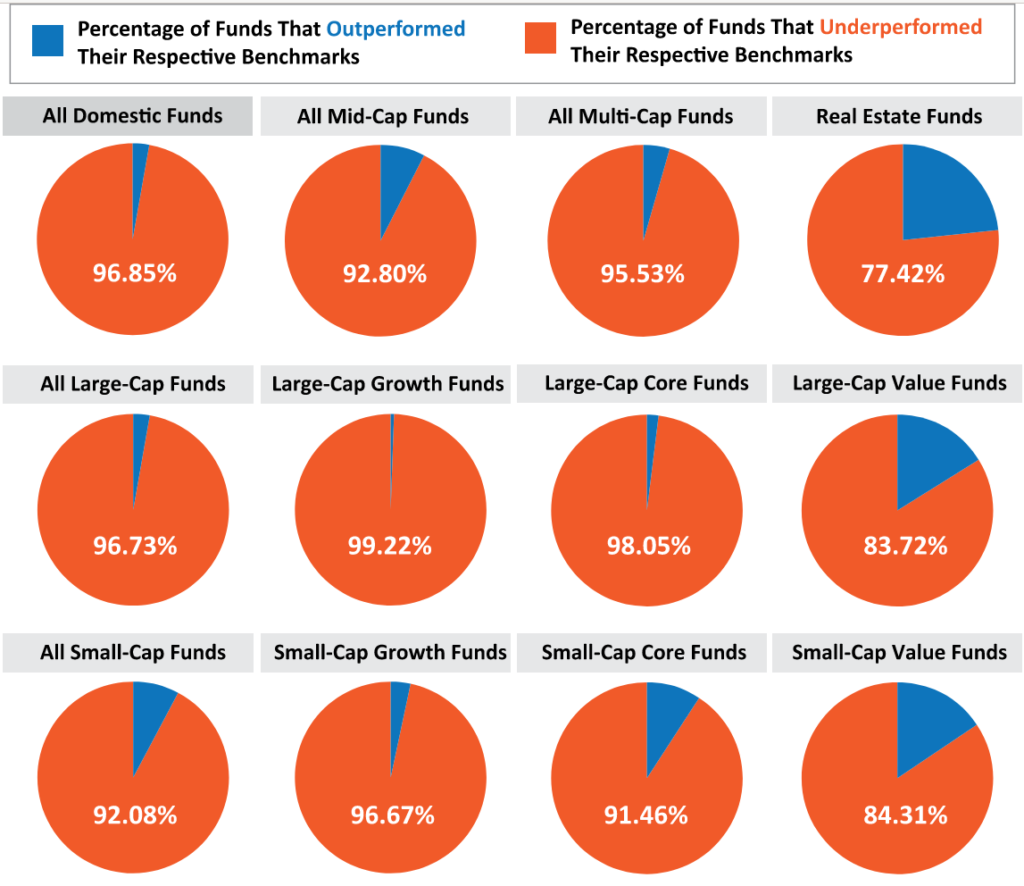 Percentage of Funds That Outperformed
Their Respective Benchmarks
Percentage of Funds That Underperformed
Their Respective Benchmarks
All Domestic Funds
All Mid-Cap Funds
All Multi-Cap Funds
Real Estate Funds
96.85%
92.80%
95.53%
77.42%
All Large-Cap Funds
Large-Cap Growth Funds
Large-Cap Core Funds
Large-Cap Value Funds
96.73%
99.22%
98.05%
83.72%
All Small-Cap Funds
Small-Cap Growth Funds
Small-Cap Core Funds
Small-Cap Value Funds
92.08%
96.67%
91.46%
84.31%